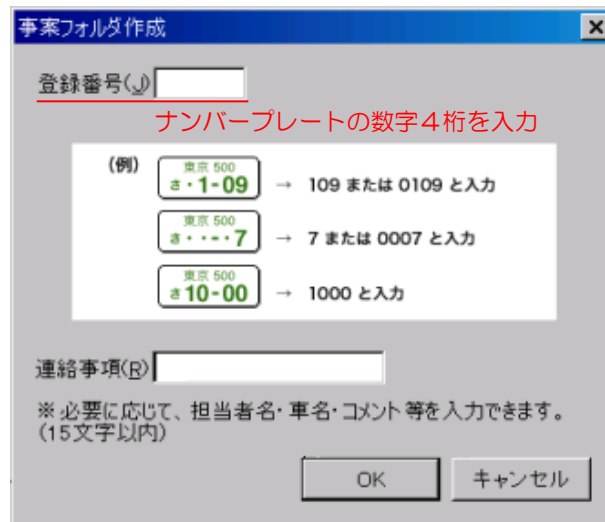 事案フォルダ作成
登録番号(J)
ナンバープレートの数字4桁を入力
(例)
東京 500
さ・1-09 → 109 または 0109 と入力
東京 500
さ・・-・7 → 7 または 0007 と入力
東京 500
さ10-00 → 1000 と入力
連絡事項(R)
※必要に応じて、担当者名・車名・コメント等を入力できます。
(15文字以内)
OK キャンセル